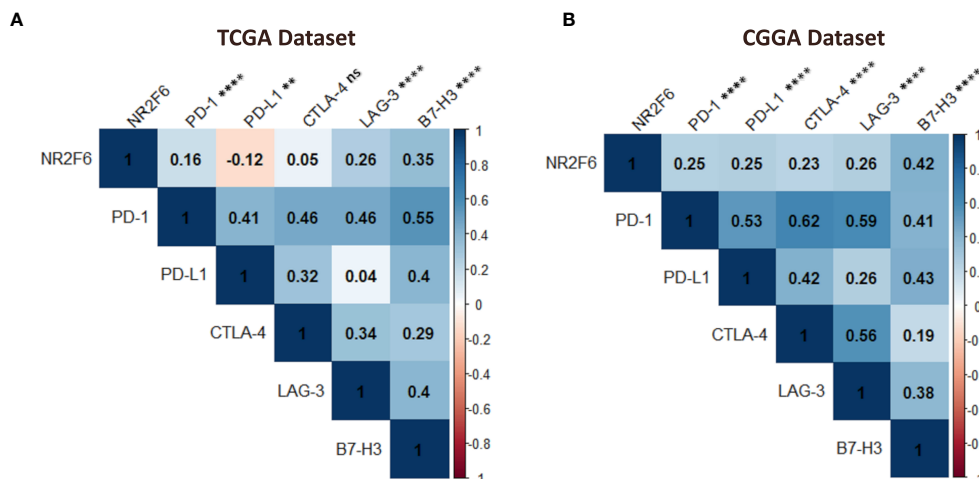 A
TCGA Dataset
NR2F6 PD-1 **** PD-L1 ** CTLA-4 ns LAG-3 **** B7-H3 ****
NR2F6 1 0.16 -0.12 0.05 0.26 0.35
PD-1 1 0.41 0.46 0.46 0.55
PD-L1 1 0.32 0.04 0.4
CTLA-4 1 0.34 0.29
LAG-3 1 0.4
B7-H3 1
1
0.8
0.6
0.4
0.2
0
-0.2
-0.4
-0.6
-0.8
-1
B
CGGA Dataset
NR2F6 PD-1 **** PD-L1 **** CTLA-4 **** LAG-3 **** B7-H3 ****
NR2F6 1 0.25 0.25 0.23 0.26 0.42
PD-1 1 0.53 0.62 0.59 0.41
PD-L1 1 0.42 0.26 0.43
CTLA-4 1 0.56 0.19
LAG-3 1 0.38
B7-H3 1